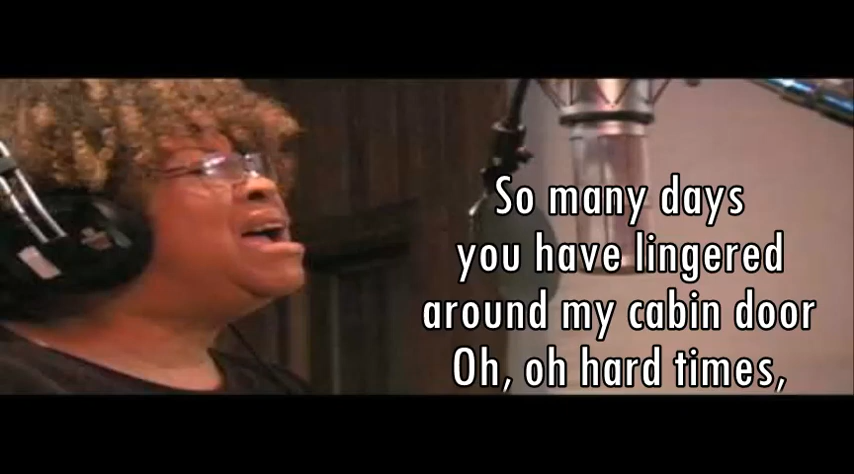 So many days
you have lingered
around my cabin door
Oh, oh hard times,